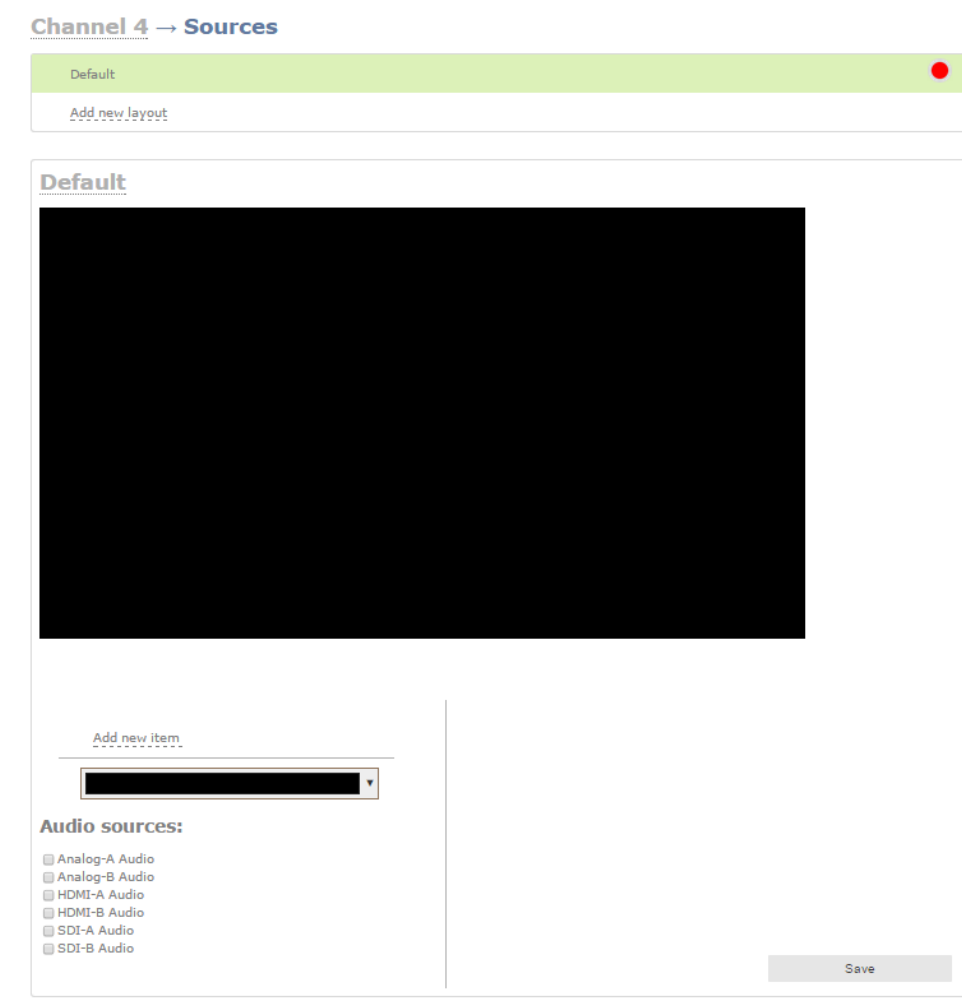 Channel 4 → Sources
Default
Add new layout
Default
Add new item
Audio sources:
Analog-A Audio
Analog-B Audio
HDMI-A Audio
HDMI-B Audio
SDI-A Audio
SDI-B Audio
Save